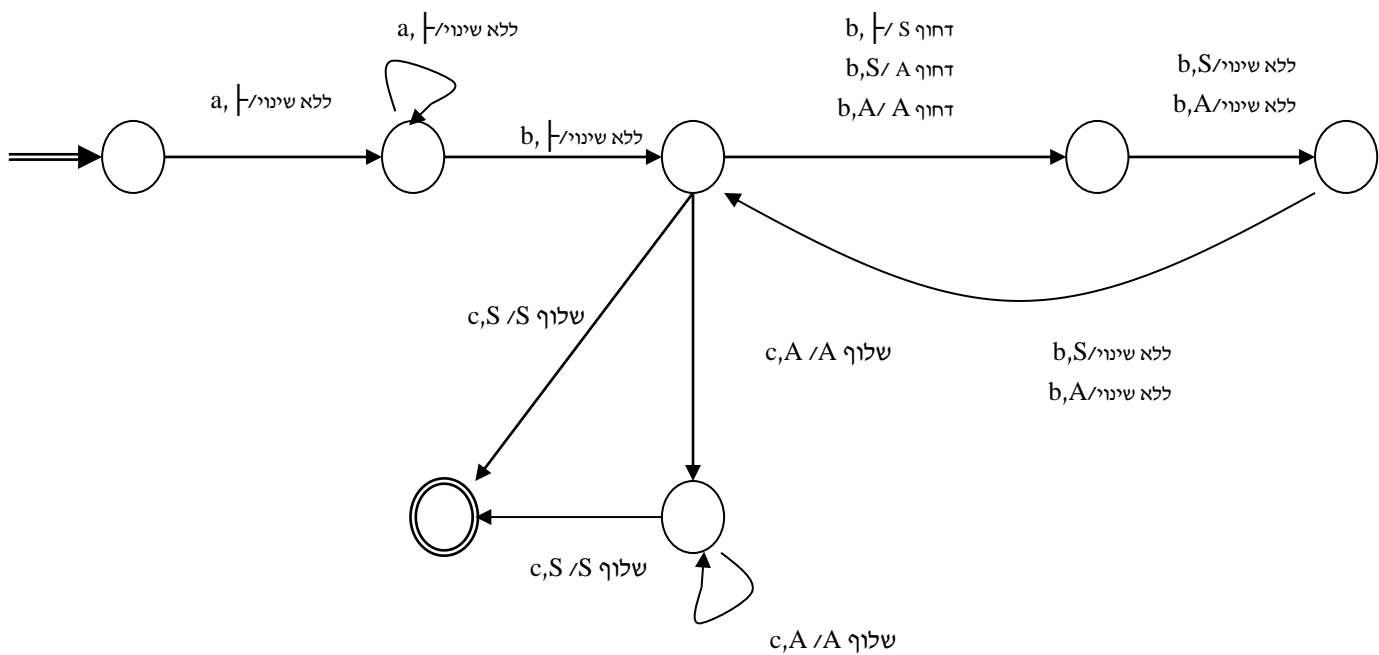 a, ├/ללא שינוי
b, ├/ S דחוף
b,S/ A דחוף
b,A/ A דחוף
b,S/ללא שינוי
b,A/ללא שינוי
a, ├/ללא שינוי
b, ├/ללא שינוי
c,S /S שלוף
c,A /A שלוף
b,S/ללא שינוי
b,A/ללא שינוי
c,S /S שלוף
c,A /A שלוף